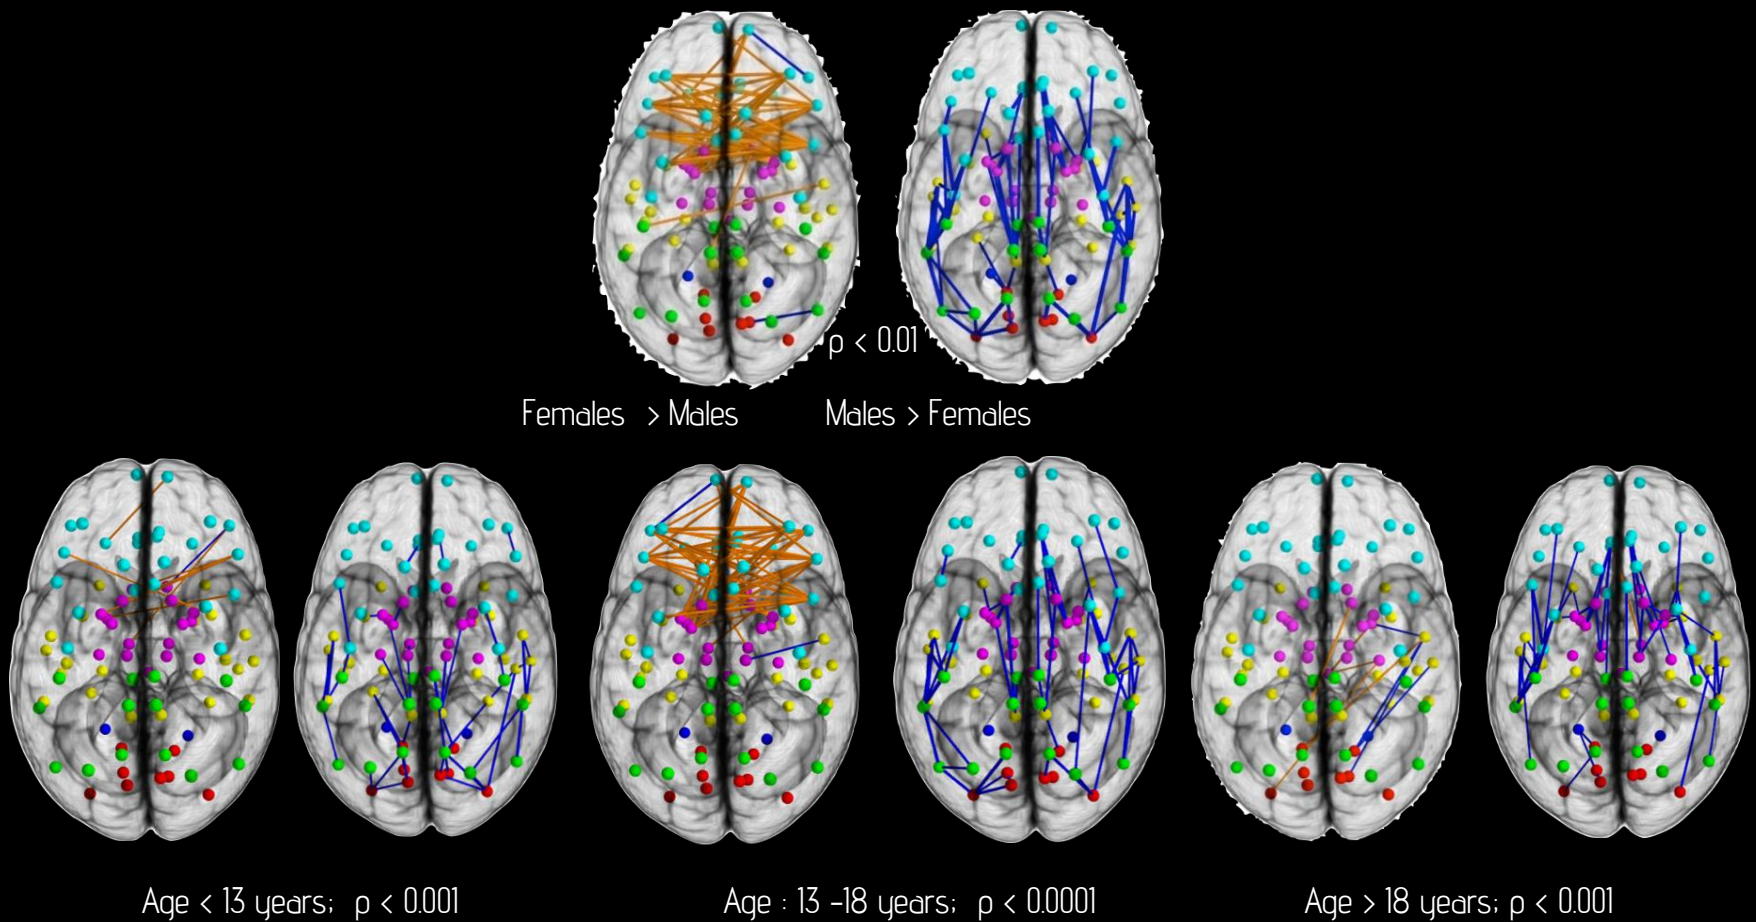 p < 0.01
Females > Males
Males > Females
Age < 13 years; p < 0.001
Age : 13 -18 years; p < 0.0001
Age > 18 years; p < 0.001